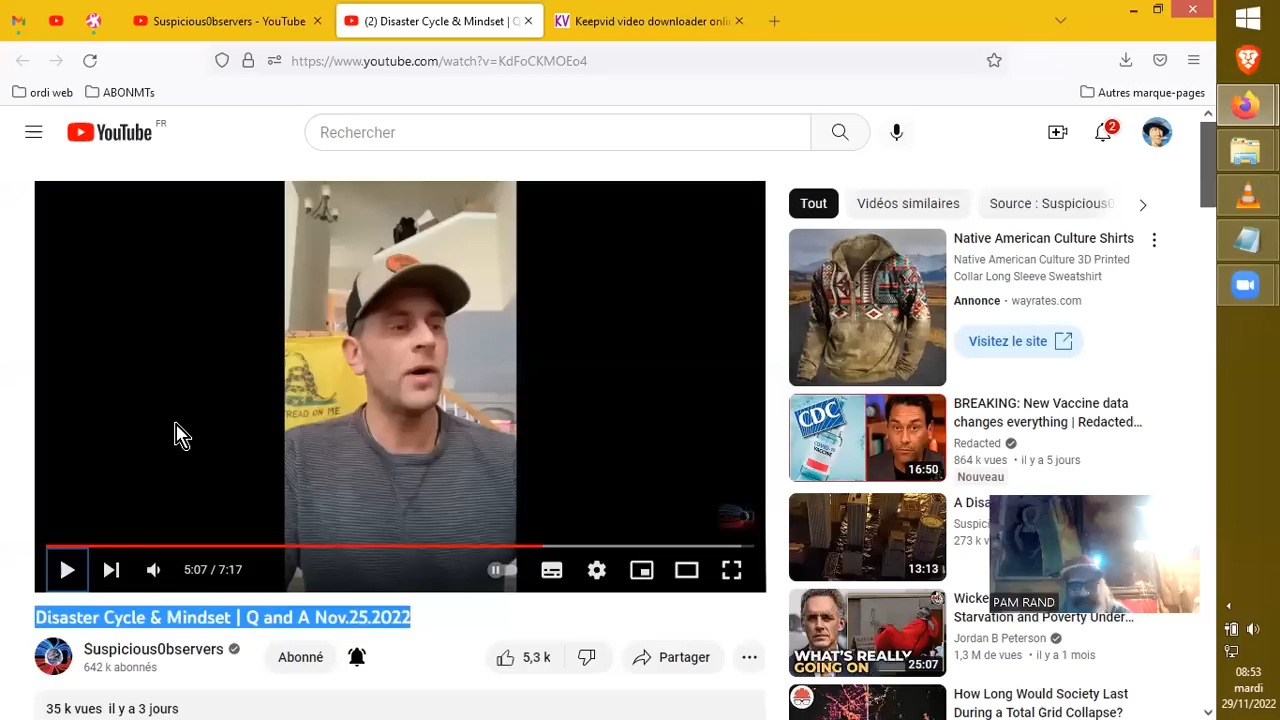 Suspicious0bservers - YouTube
(2) Disaster Cycle & Mindset | Q
Keepvid video downloader onli
https://www.youtube.com/watch?v=KdFoCKWOEo4
ordi web
ABONMTs
Autres marque-pages
YouTube FR
Rechercher
2
TREAD ON ME
5:07 / 7:17
Disaster Cycle & Mindset | Q and A Nov.25.2022
Suspicious0bservers
642 k abonnés
Abonné
5,3 k
Partager
35 k vues il y a 3 jours
Tout
Vidéos similaires
Source : Suspicious0
Native American Culture Shirts
Native American Culture 3D Printed
Collar Long Sleeve Sweatshirt
Annonce • wayrates.com
Visitez le site
CDC
16:50
BREAKING: New Vaccine data
changes everything | Redacted...
Redacted
864 k vues • il y a 5 jours
Nouveau
13:13
A Disa
Suspic
273 k
PAM RAND
WHAT'S REALLY
GOING ON
25:07
Wicke
Starvation and Poverty Under...
Jordan B Peterson
1,3 M de vues • il y a 1 mois
How Long Would Society Last
During a Total Grid Collapse?
08:53
mardi
29/11/2022